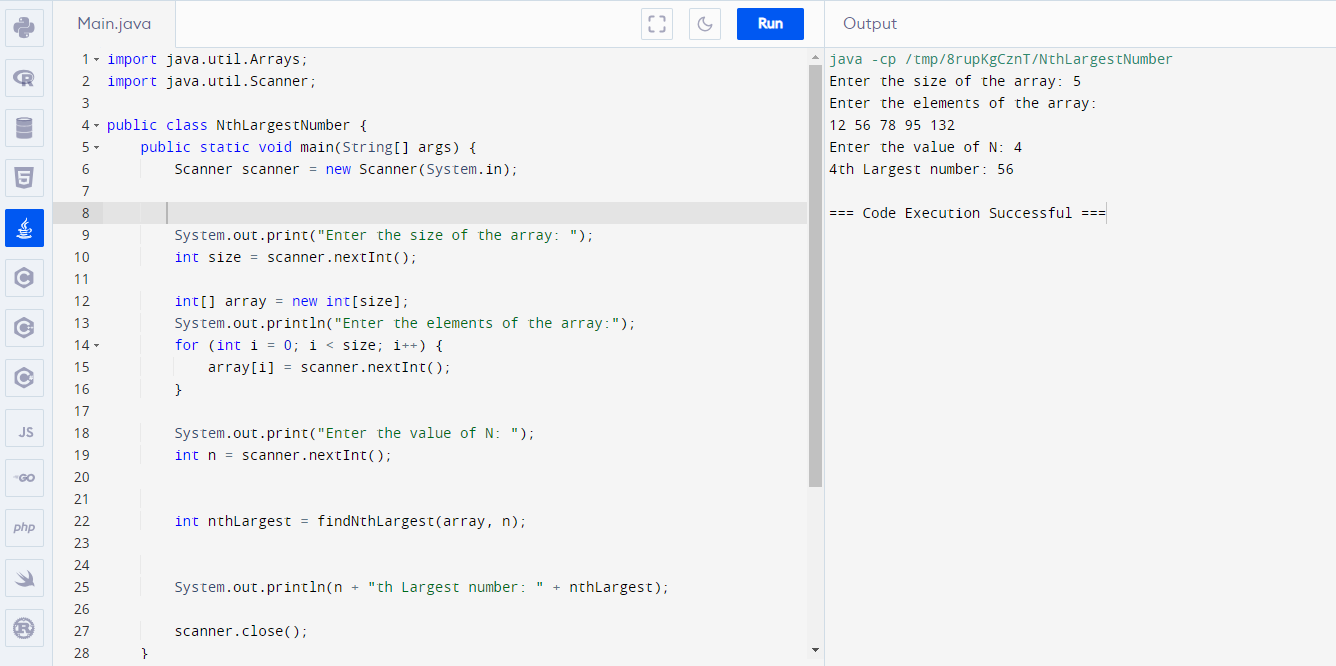 Main.java
Run
Output
1 import java.util.Arrays;
2 import java.util.Scanner;
3
4 public class NthLargestNumber {
5 public static void main(String[] args) {
6 Scanner scanner = new Scanner(System.in);
7
8
9 System.out.print("Enter the size of the array: ");
10 int size = scanner.nextInt();
11
12 int[] array = new int[size];
13 System.out.println("Enter the elements of the array:");
14 for (int i = 0; i < size; i++) {
15 array[i] = scanner.nextInt();
16 }
17
18 System.out.print("Enter the value of N: ");
19 int n = scanner.nextInt();
20
21
22 int nthLargest = findNthLargest(array, n);
23
24
25 System.out.println(n + "th Largest number: " + nthLargest);
26
27 scanner.close();
28 }
java -cp /tmp/8rupKgCznT/NthLargestNumber
Enter the size of the array: 5
Enter the elements of the array:
12 56 78 95 132
Enter the value of N: 4
4th Largest number: 56
=== Code Execution Successful ===
R
5
C
C
C
JS
GO
php
R